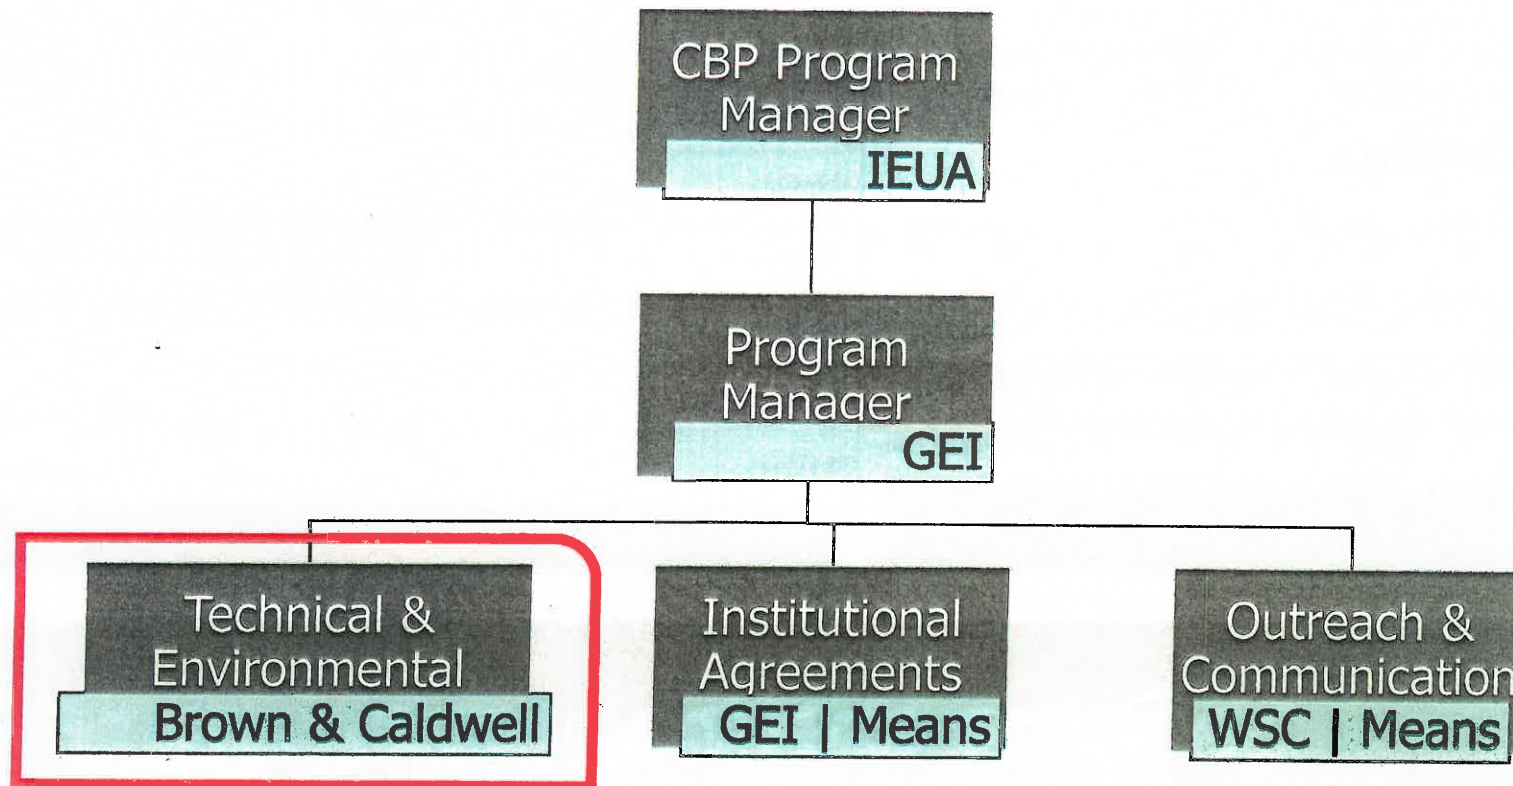 CBP Program
Manager
IEUA
Program
Manager
GEI
Technical &
Environmental
Brown & Caldwell
Institutional
Agreements
GEI | Means
Outreach &
Communication
WSC | Means